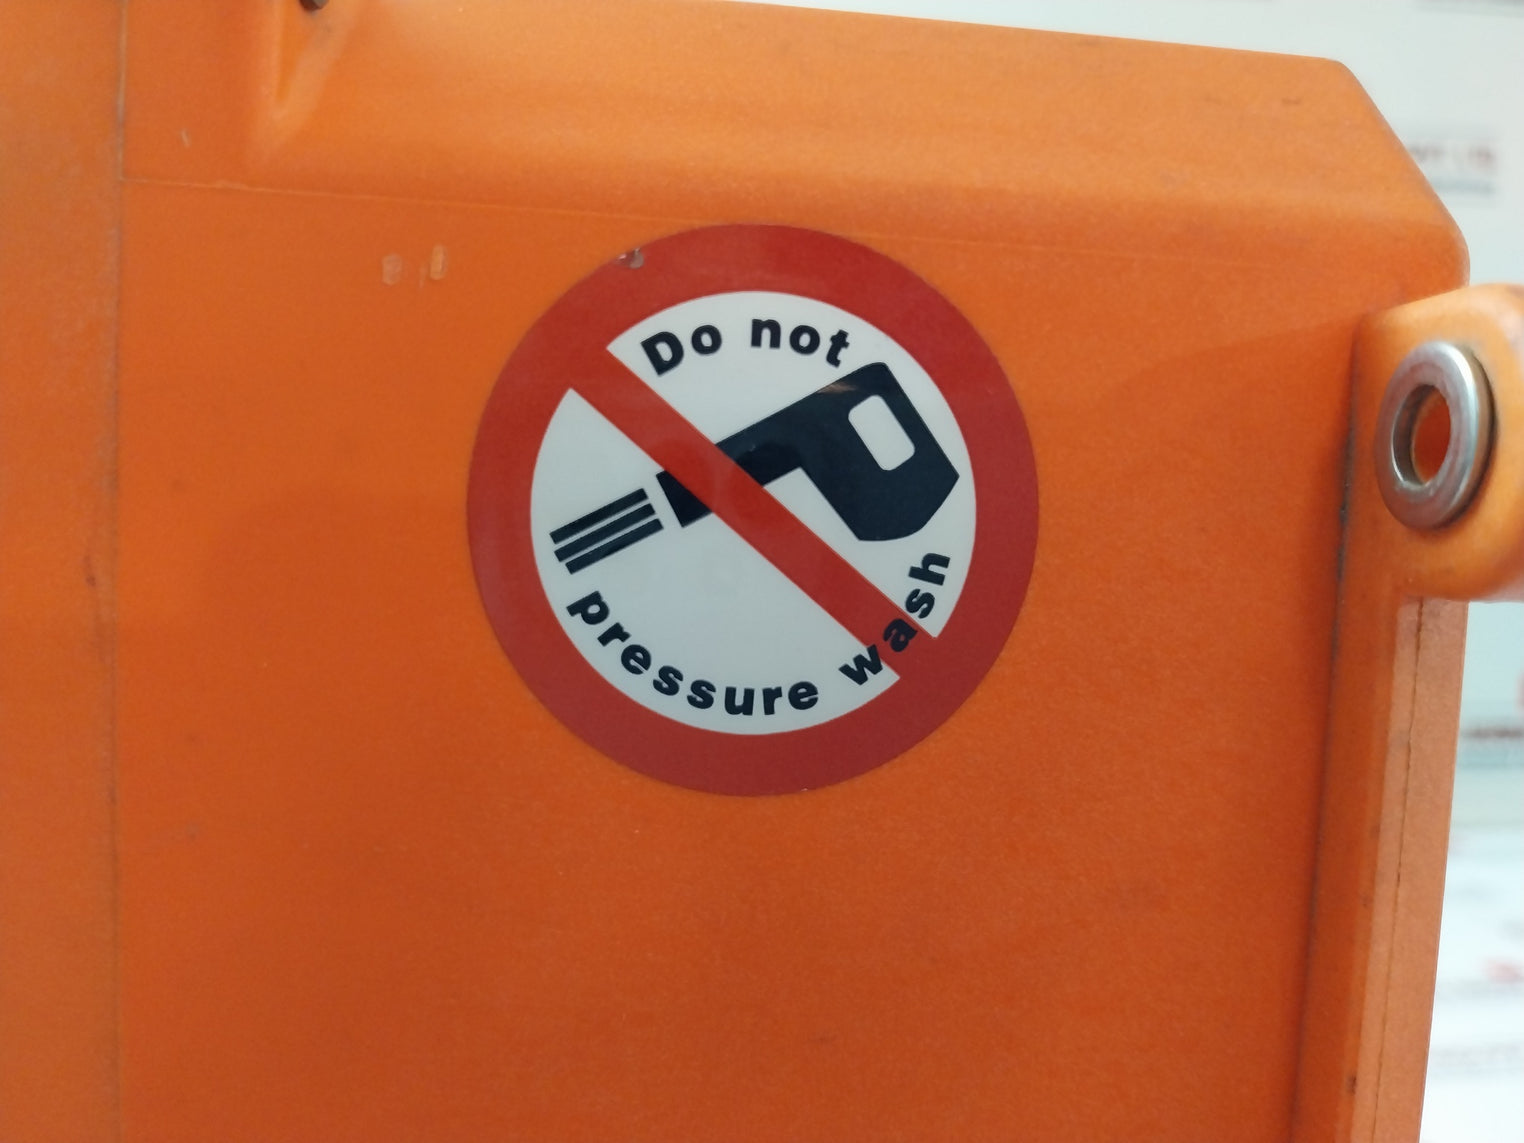 Do not
pressure wash